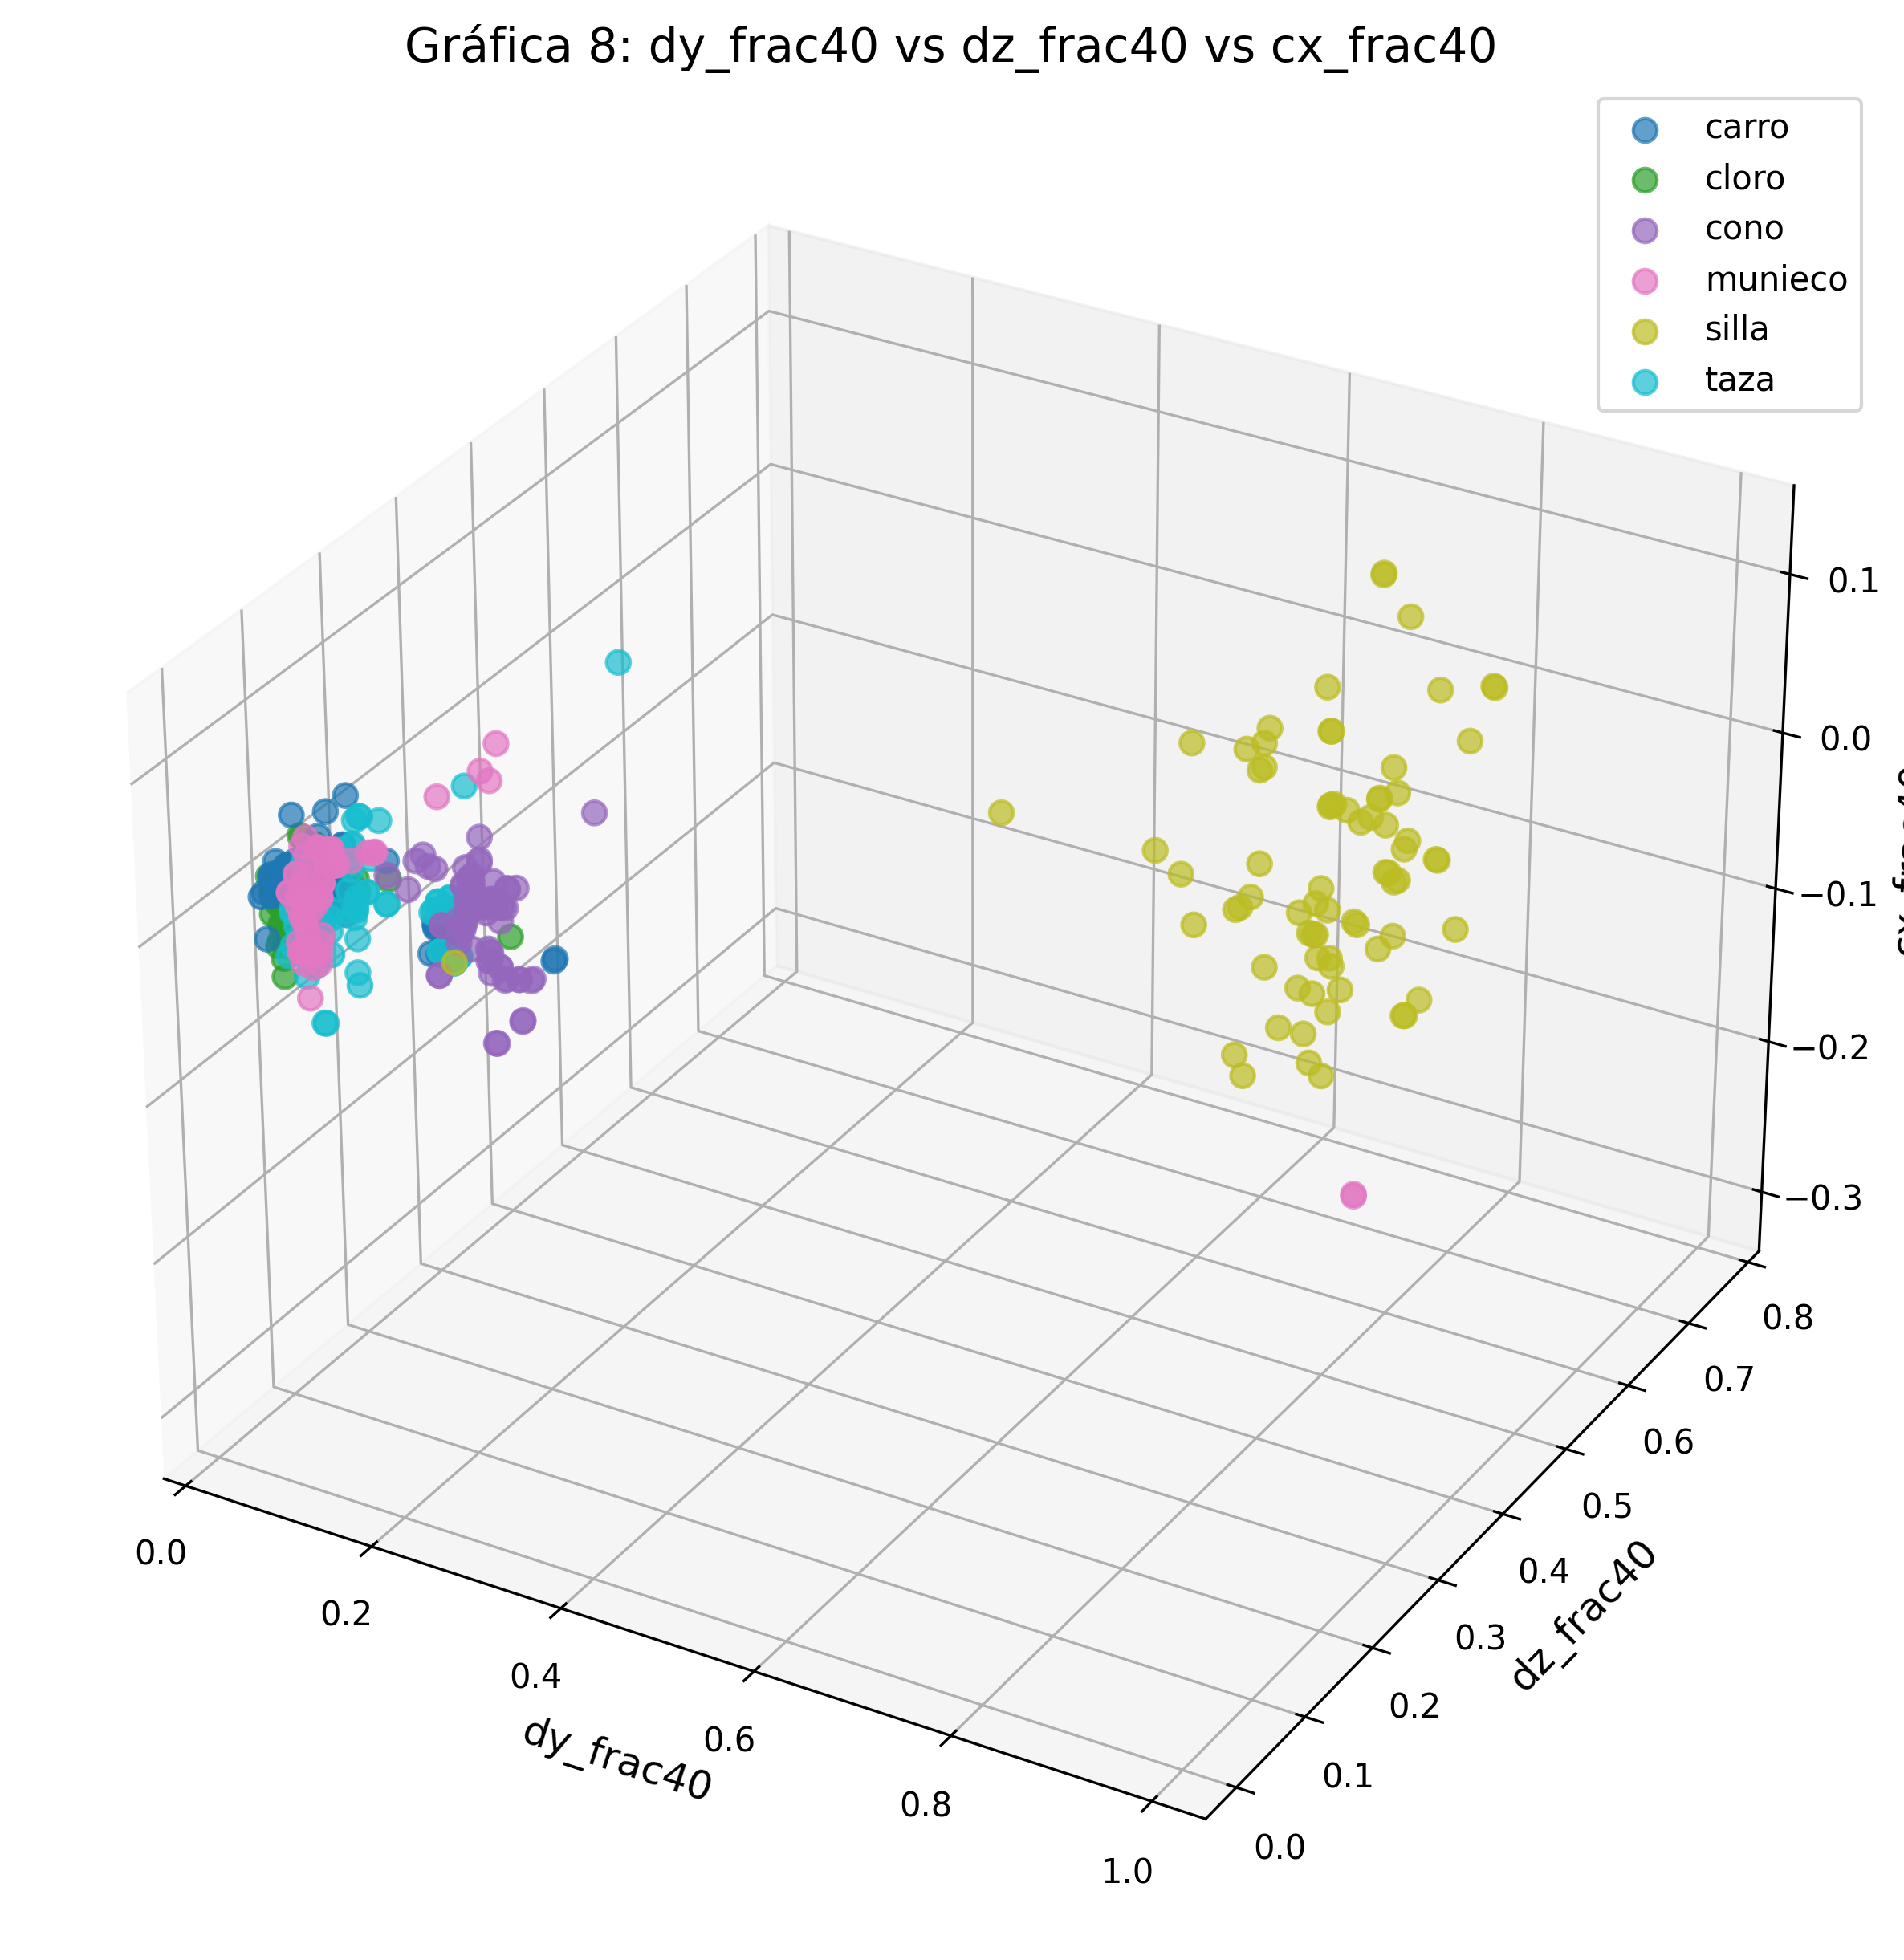 Gráfica 8: dy_frac40 vs dz_frac40 vs cx_frac40
carro
cloro
cono
munieco
silla
taza
0.1
0.0
−0.1
−0.2
−0.3
cx_frac40
0.8
0.7
0.6
0.5
0.4
0.3
0.2
0.1
0.0
dz_frac40
0.0
0.2
0.4
0.6
0.8
1.0
dy_frac40